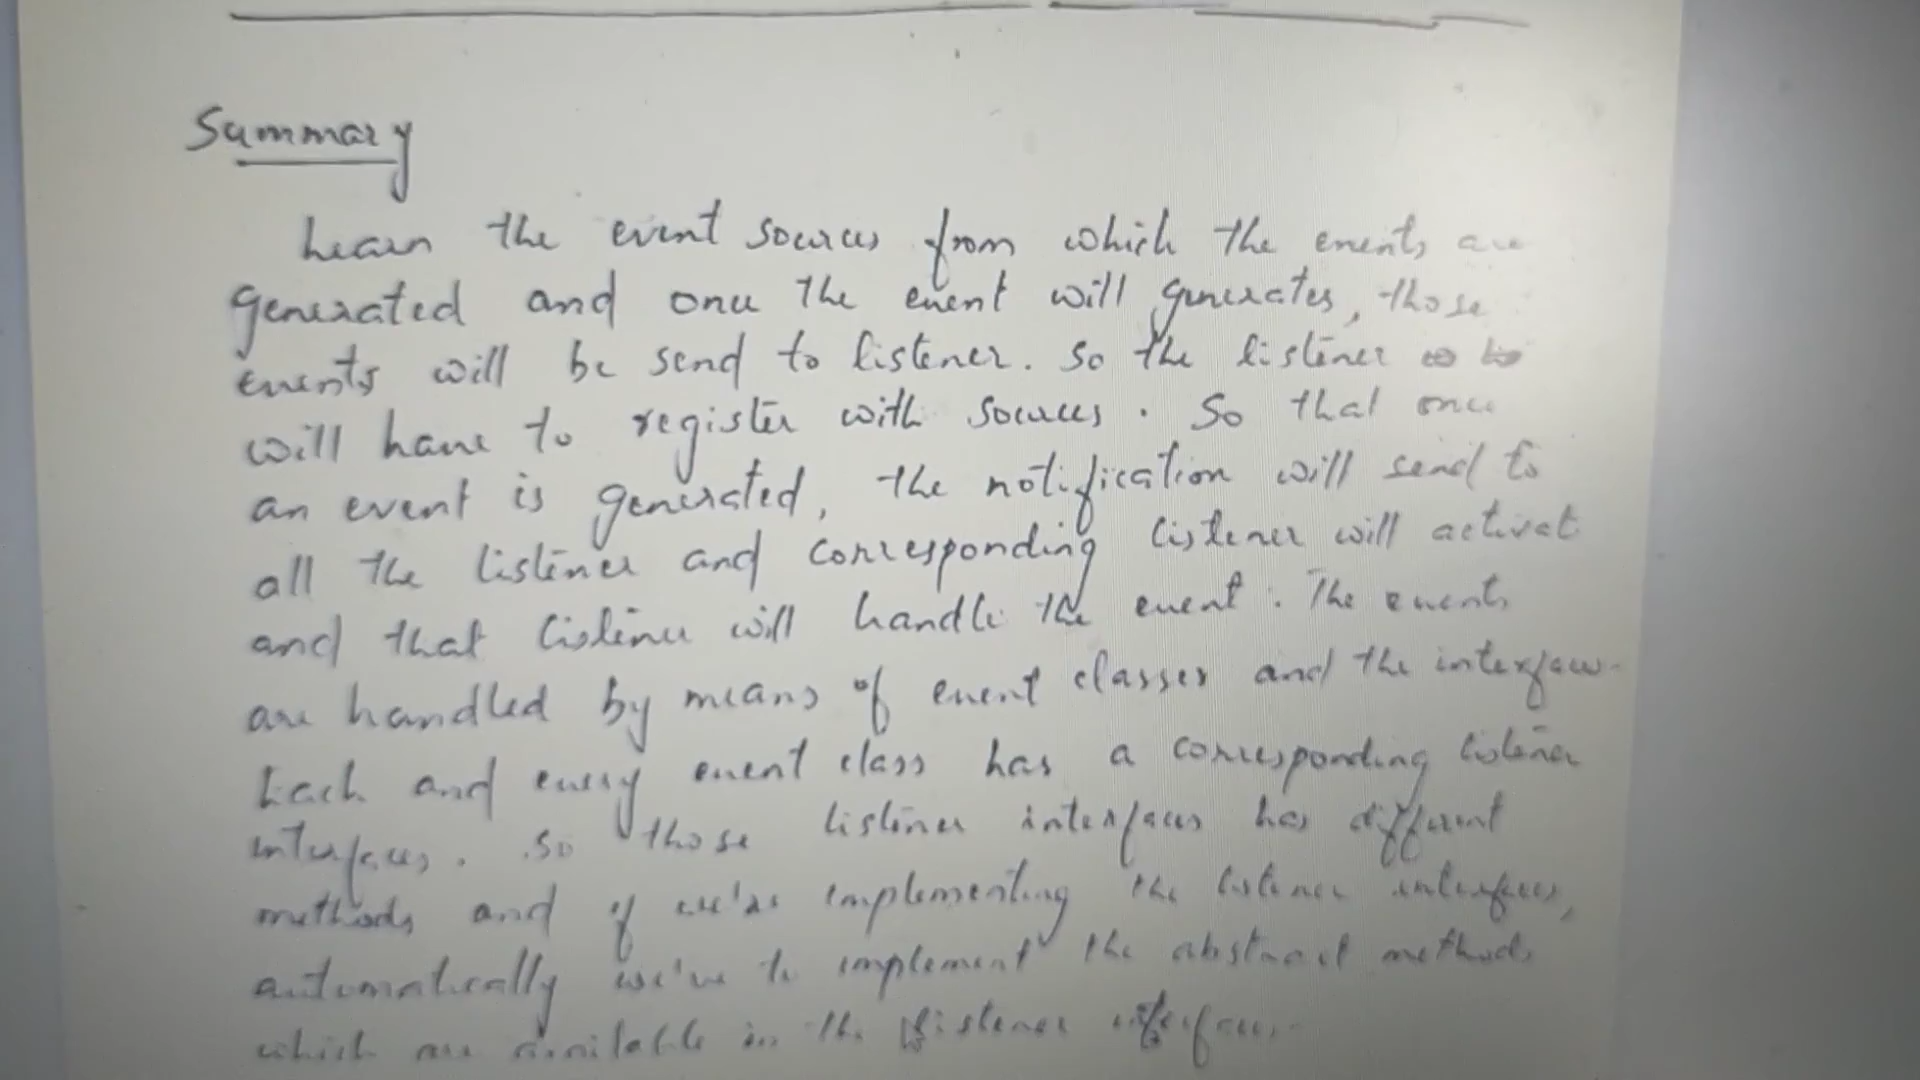 Summary
Learn the event sources from which the events are
generated and once the event will generates, those
events will be send to listener. So the listener
will have to register with sources. So that once
an event is generated, the notification will send to
all the listener and corresponding listener will activat
and that listener will handle the event. The events
are handled by means of event classes and the interfaces.
Each and every event class has a corresponding listener
interfaces. So those listener interfaces has different
methods and if we're implementing the listener interfaces,
automatically we've to implement the abstract methods
which are available in the listener interfaces.